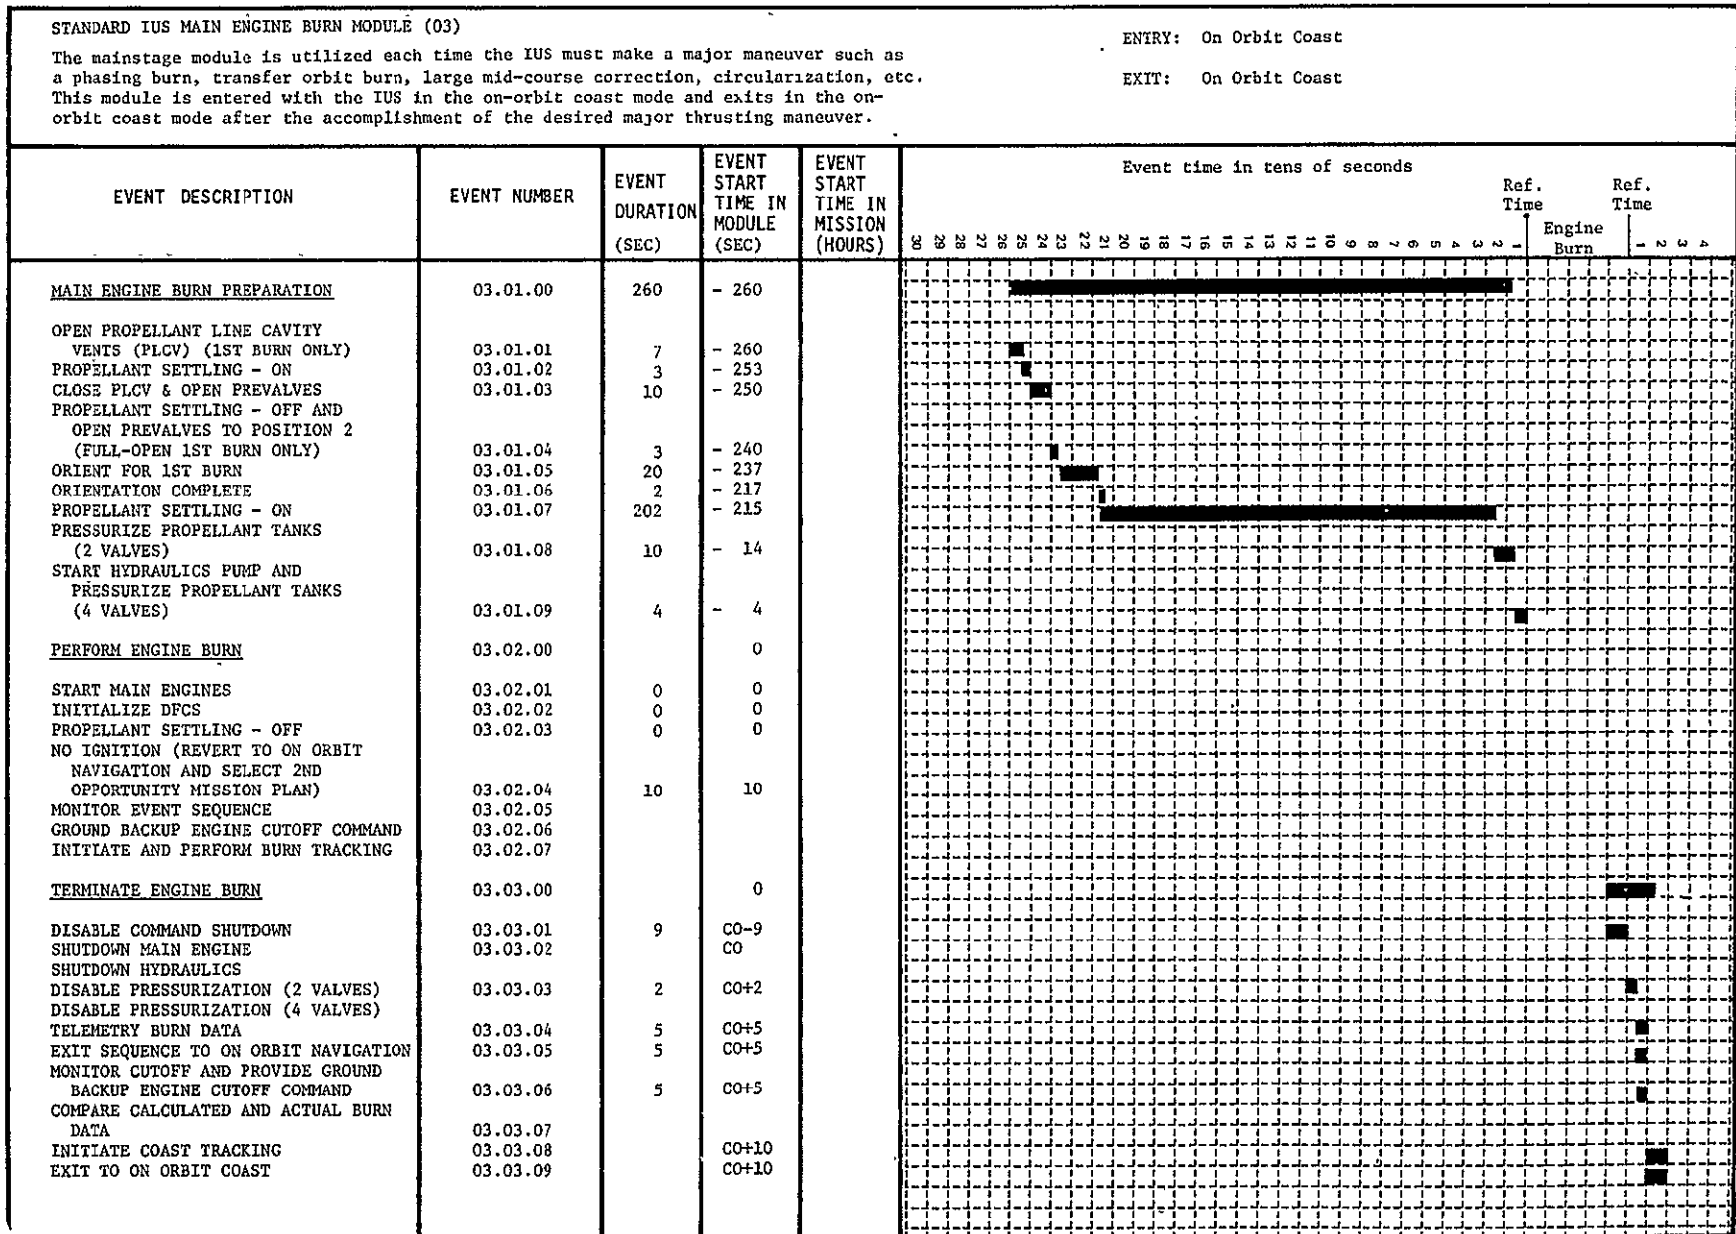 STANDARD IUS MAIN ENGINE BURN MODULE (03)
The mainstage module is utilized each time the IUS must make a major maneuver such as
a phasing burn, transfer orbit burn, large mid-course correction, circularization, etc.
This module is entered with the IUS in the on-orbit coast mode and exits in the on-
orbit coast mode after the accomplishment of the desired major thrusting maneuver.
ENTRY: On Orbit Coast
EXIT: On Orbit Coast
EVENT DESCRIPTION
EVENT NUMBER
EVENT
DURATION
(SEC)
EVENT
START
TIME IN
MODULE
(SEC)
EVENT
START
TIME IN
MISSION
(HOURS)
Event time in tens of seconds
Ref. Time
Engine Burn
Ref. Time
30 29 28 27 26 25 24 23 22 21 20 19 18 17 16 15 14 13 12 11 10 9 8 7 6 5 4 3 2 1 1 2 3 4
MAIN ENGINE BURN PREPARATION 03.01.00 260 - 260
OPEN PROPELLANT LINE CAVITY
VENTS (PLCV) (1ST BURN ONLY) 03.01.01 7 - 260
PROPELLANT SETTLING - ON 03.01.02 3 - 253
CLOSE PLCV & OPEN PREVALVES 03.01.03 10 - 250
PROPELLANT SETTLING - OFF AND
OPEN PREVALVES TO POSITION 2
(FULL-OPEN 1ST BURN ONLY) 03.01.04 3 - 240
ORIENT FOR 1ST BURN 03.01.05 20 - 237
ORIENTATION COMPLETE 03.01.06 2 - 217
PROPELLANT SETTLING - ON 03.01.07 202 - 215
PRESSURIZE PROPELLANT TANKS
(2 VALVES) 03.01.08 10 - 14
START HYDRAULICS PUMP AND
PRESSURIZE PROPELLANT TANKS
(4 VALVES) 03.01.09 4 - 4
PERFORM ENGINE BURN 03.02.00 0
START MAIN ENGINES 03.02.01 0 0
INITIALIZE DFCS 03.02.02 0 0
PROPELLANT SETTLING - OFF 03.02.03 0 0
NO IGNITION (REVERT TO ON ORBIT
NAVIGATION AND SELECT 2ND
OPPORTUNITY MISSION PLAN) 03.02.04 10 10
MONITOR EVENT SEQUENCE 03.02.05
GROUND BACKUP ENGINE CUTOFF COMMAND 03.02.06
INITIATE AND PERFORM BURN TRACKING 03.02.07
TERMINATE ENGINE BURN 03.03.00 0
DISABLE COMMAND SHUTDOWN 03.03.01 9 CO-9
SHUTDOWN MAIN ENGINE 03.03.02 CO
SHUTDOWN HYDRAULICS
DISABLE PRESSURIZATION (2 VALVES) 03.03.03 2 CO+2
DISABLE PRESSURIZATION (4 VALVES)
TELEMETRY BURN DATA 03.03.04 5 CO+5
EXIT SEQUENCE TO ON ORBIT NAVIGATION 03.03.05 5 CO+5
MONITOR CUTOFF AND PROVIDE GROUND
BACKUP ENGINE CUTOFF COMMAND 03.03.06 5 CO+5
COMPARE CALCULATED AND ACTUAL BURN
DATA 03.03.07
INITIATE COAST TRACKING 03.03.08 CO+10
EXIT TO ON ORBIT COAST 03.03.09 CO+10